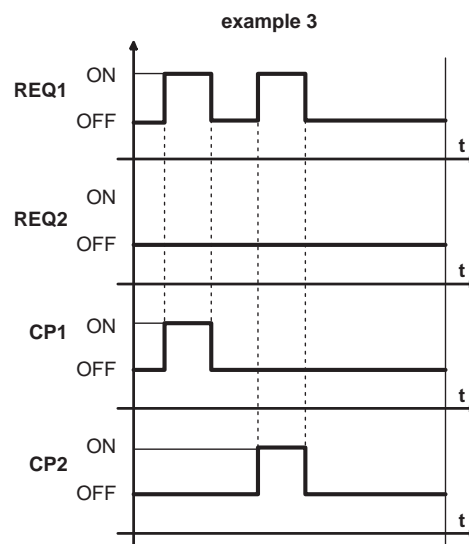 example 3
ON
REQ1
OFF
t
ON
REQ2
OFF
t
ON
CP1
OFF
t
ON
CP2
OFF
t